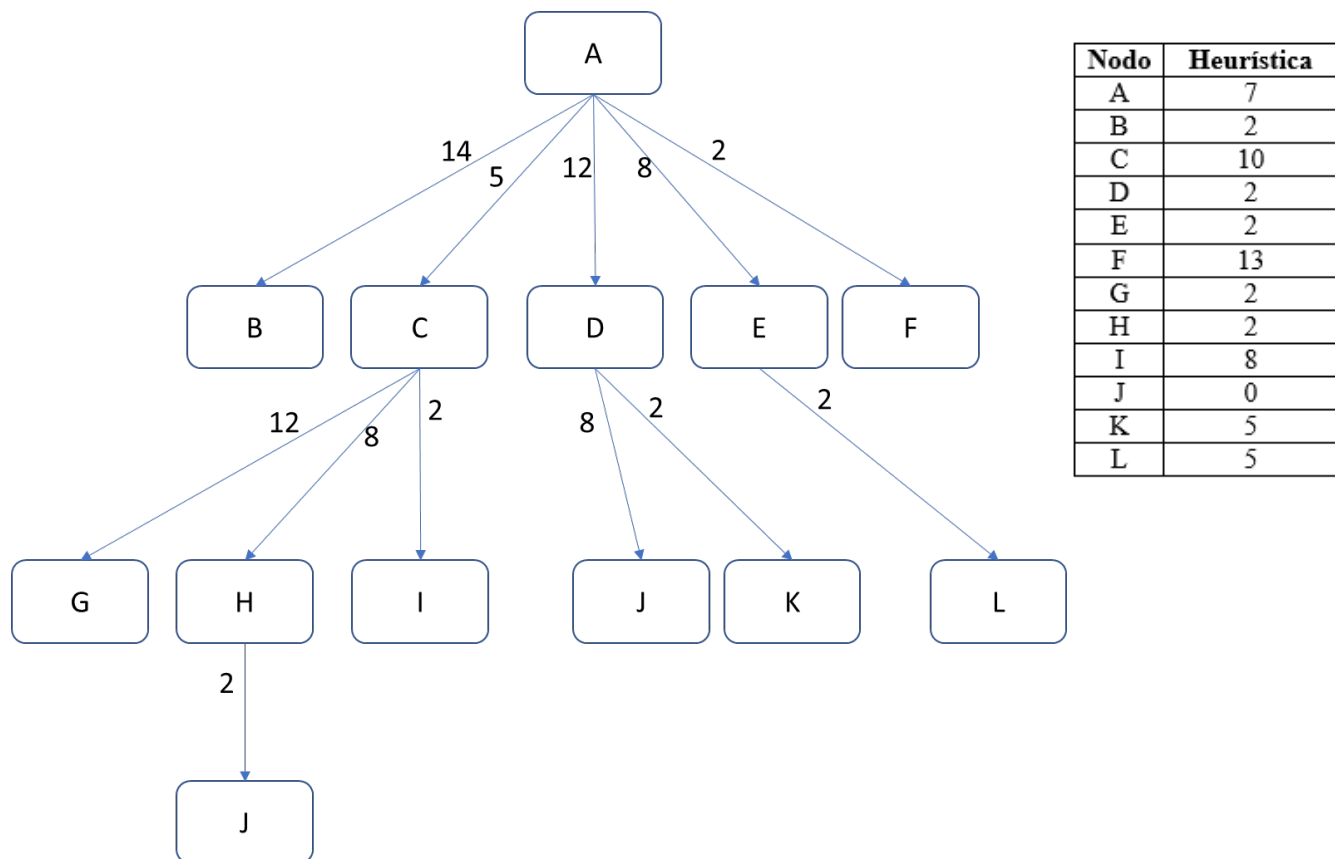 A
Nodo Heurística
A 7
B 2
C 10
D 2
E 2
F 13
G 2
H 2
I 8
J 0
K 5
L 5
14 5 12 8 2
B C D E F
12 8 2 8 2 2
G H I J K L
2
J